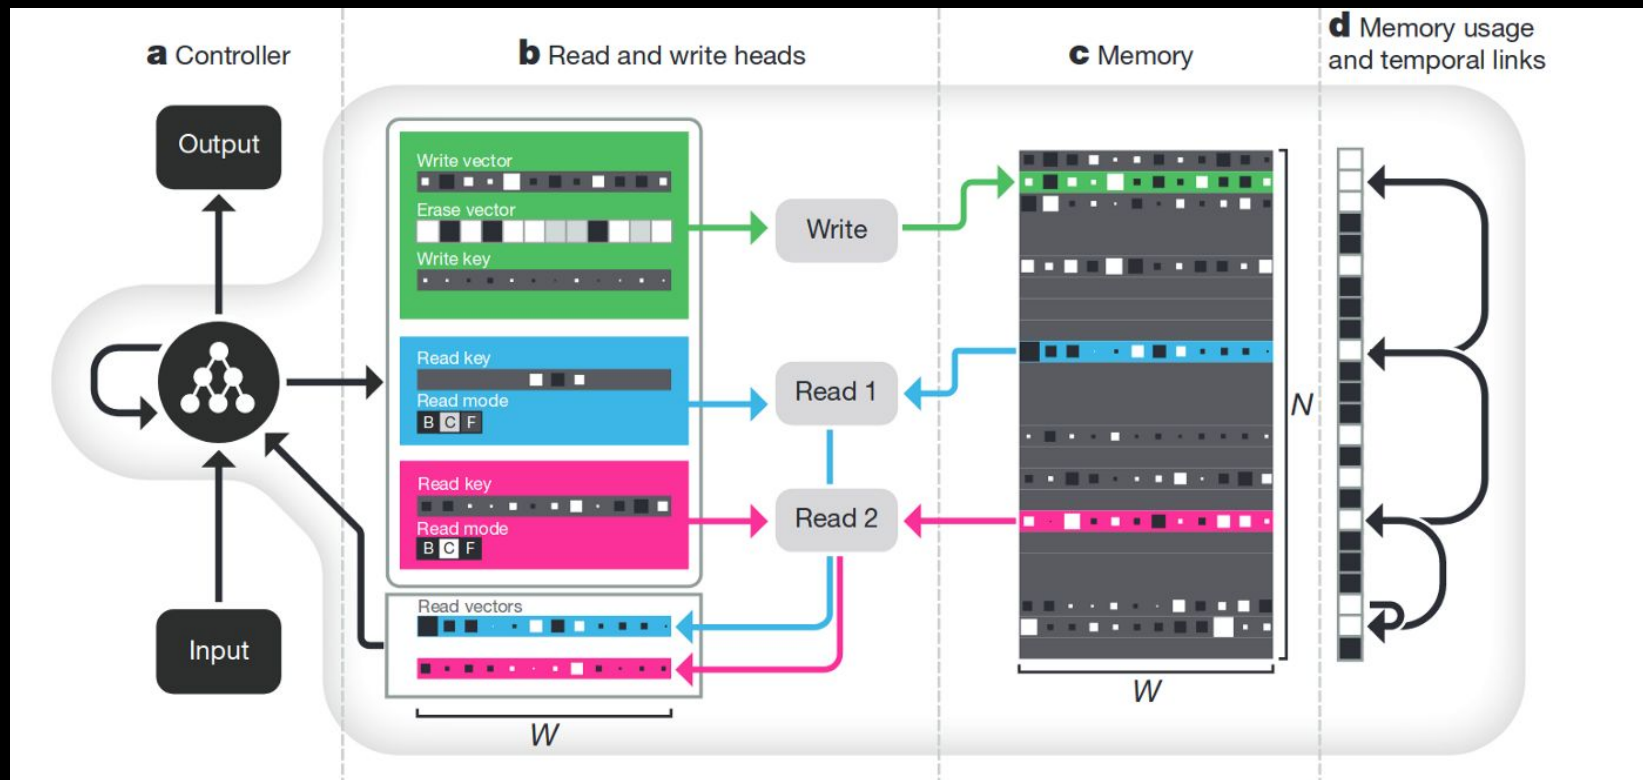 a Controller
b Read and write heads
c Memory
d Memory usage
and temporal links
Output
Input
Write vector
Erase vector
Write key
Read key
Read mode
B C F
Read key
Read mode
B C F
Read vectors
W
Write
Read 1
Read 2
N
W